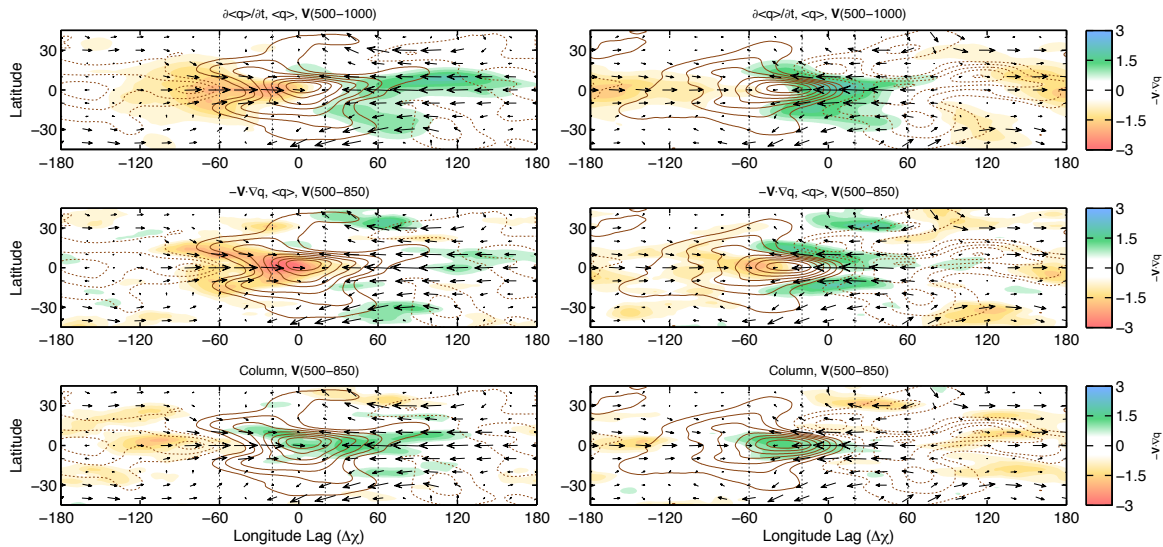 ∂<q>/∂t, <q>, V(500−1000)
∂<q>/∂t, <q>, V(500−1000)
Latitude
30
0
−30
−180 −120 −60 0 60 120 180
−180 −120 −60 0 60 120 180
3
1.5
0
−1.5
−3
−V·∇q
−V·∇q, <q>, V(500−850)
−V·∇q, <q>, V(500−850)
Latitude
30
0
−30
−180 −120 −60 0 60 120 180
−180 −120 −60 0 60 120 180
3
1.5
0
−1.5
−3
−V·∇q
Column, V(500−850)
Column, V(500−850)
Latitude
30
0
−30
−180 −120 −60 0 60 120 180
−180 −120 −60 0 60 120 180
3
1.5
0
−1.5
−3
−V·∇q
Longitude Lag (Δχ)
Longitude Lag (Δχ)